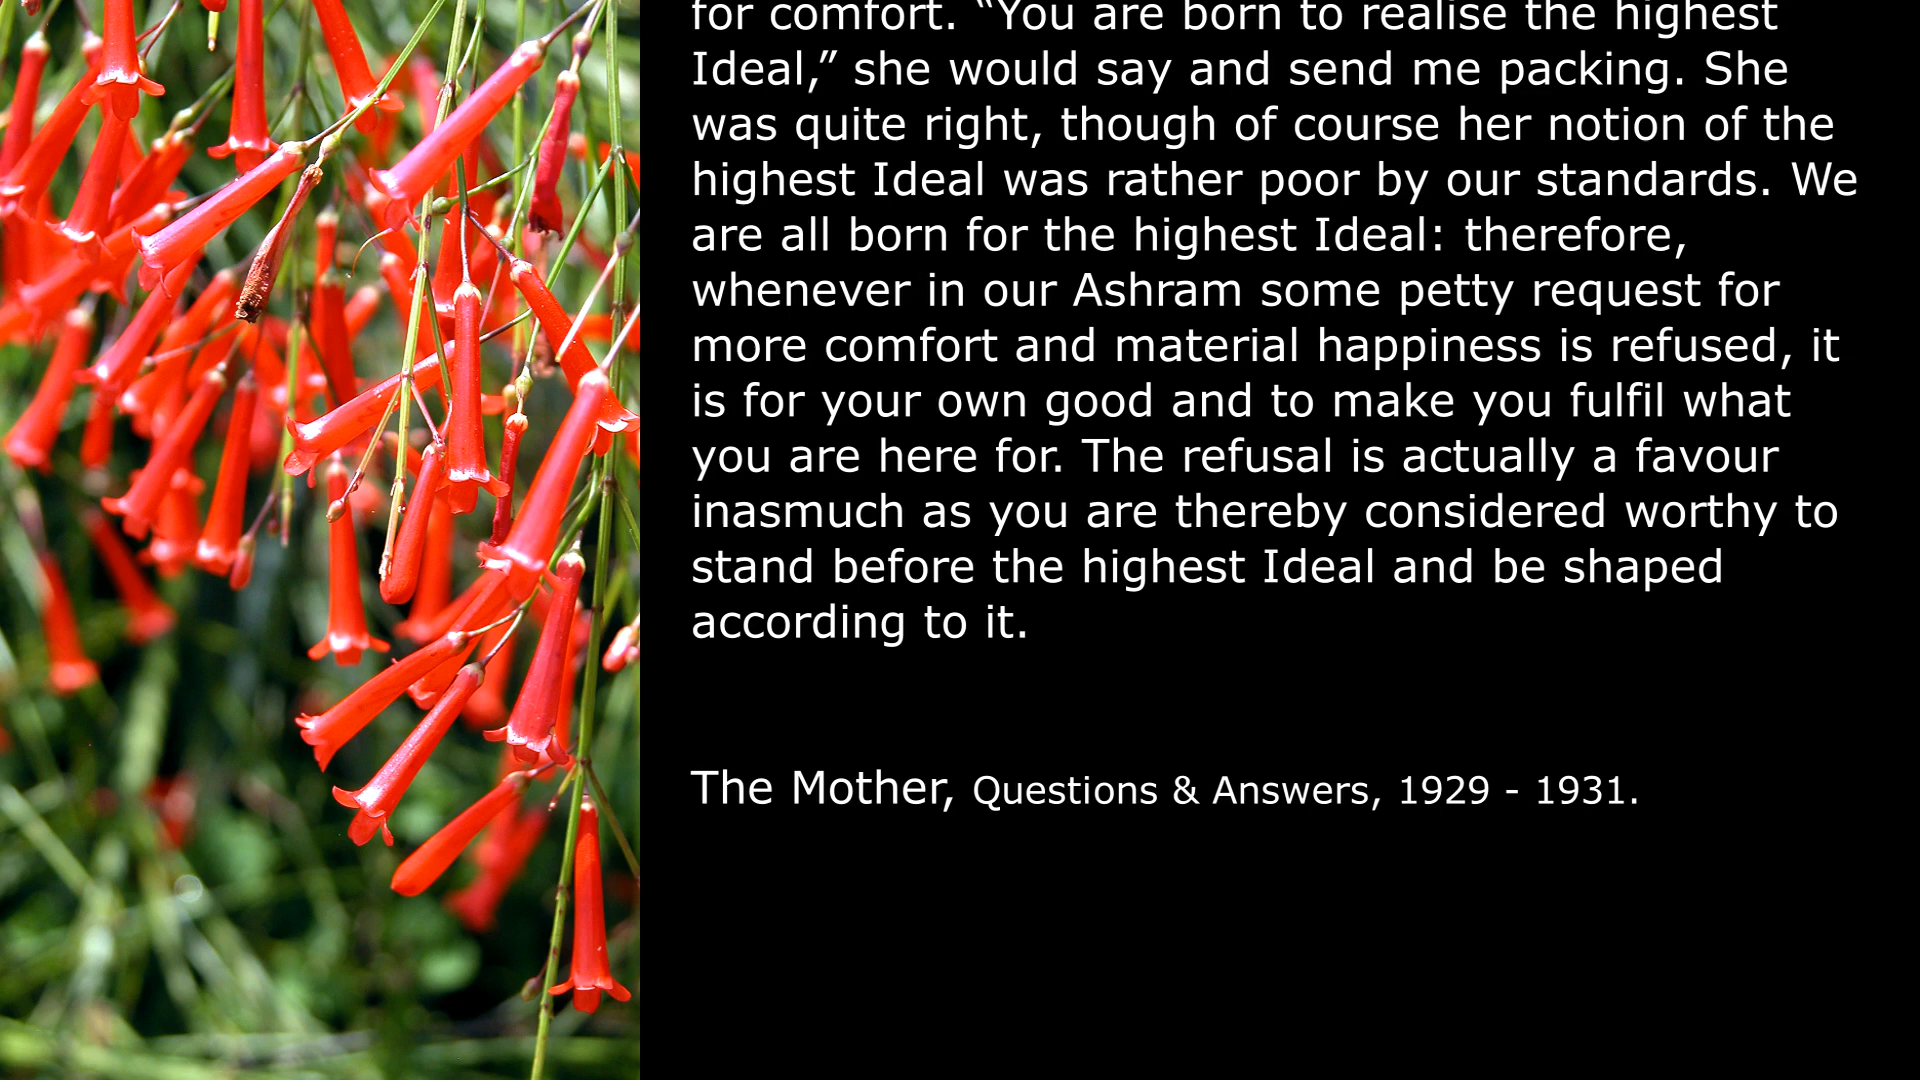 for comfort. “You are born to realise the highest
Ideal,” she would say and send me packing. She
was quite right, though of course her notion of the
highest Ideal was rather poor by our standards. We
are all born for the highest Ideal: therefore,
whenever in our Ashram some petty request for
more comfort and material happiness is refused, it
is for your own good and to make you fulfil what
you are here for. The refusal is actually a favour
inasmuch as you are thereby considered worthy to
stand before the highest Ideal and be shaped
according to it.
The Mother, Questions & Answers, 1929 - 1931.